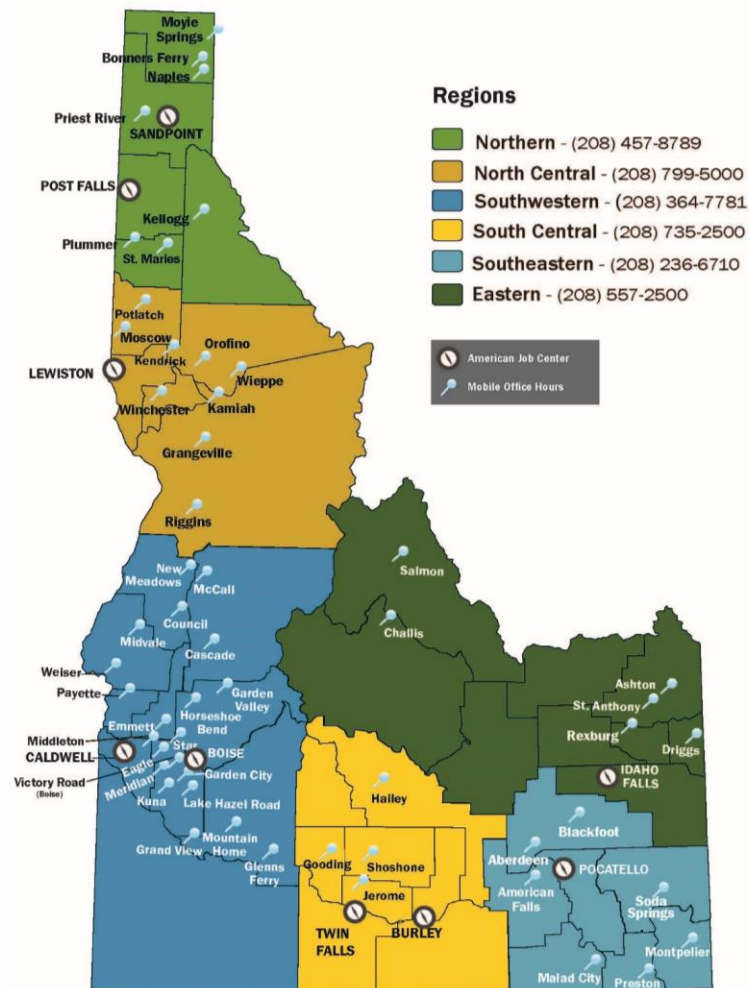 Moyie
Springs
Bonners Ferry
Naples
Priest River
SANDPOINT
POST FALLS
Kellogg
Plummer
St. Maries
Regions
Northern - (208) 457-8789
North Central - (208) 799-5000
Southwestern - (208) 364-7781
South Central - (208) 735-2500
Southeastern - (208) 236-6710
Eastern - (208) 557-2500
American Job Center
Mobile Office Hours
Potlatch
Moscow
Kendrick
Orofino
LEWISTON
Wieppe
Winchester
Kamiah
Grangeville
Riggins
New
Meadows
McCall
Council
Midvale
Cascade
Weiser
Payette
Garden
Valley
Horseshoe
Bend
Emmett
Middleton
Star
BOISE
CALDWELL
Eagle
Garden City
Victory Road
(Boise)
Meridian
Kuna
Lake Hazel Road
Mountain
Home
Grand View
Glenns
Ferry
Salmon
Challis
Ashton
St. Anthony
Rexburg
Driggs
IDAHO
FALLS
Hailey
Gooding
Shoshone
Jerome
TWIN
FALLS
BURLEY
Blackfoot
Aberdeen
POCATELLO
American
Falls
Soda
Springs
Montpelier
Malad City
Preston